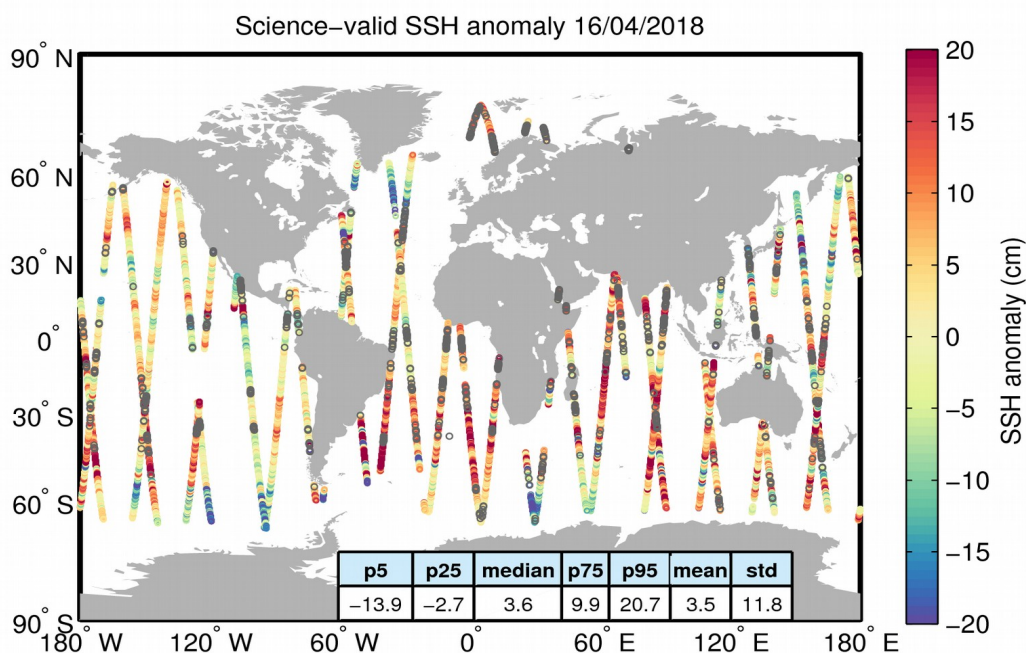 Science−valid SSH anomaly 16/04/2018
90° N
60° N
30° N
0°
30° S
60° S
90° S
180° W
120° W
60° W
0°
60° E
120° E
180° E
p5 p25 median p75 p95 mean std
−13.9 −2.7 3.6 9.9 20.7 3.5 11.8
20
15
10
5
0
−5
−10
−15
−20
SSH anomaly (cm)